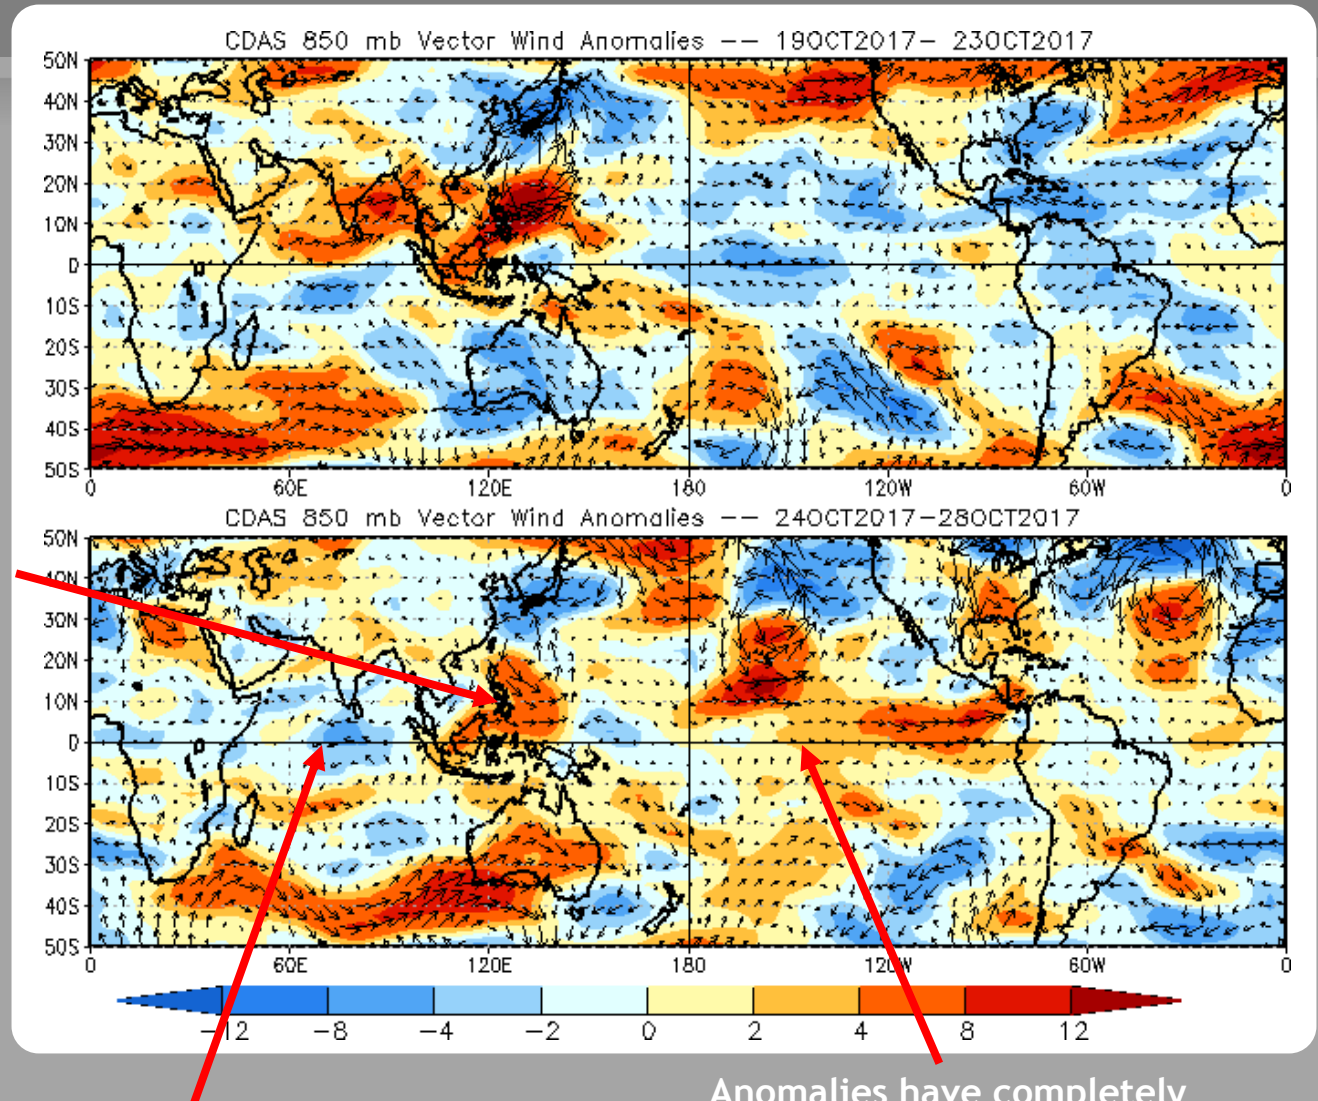 CDAS 850 mb Vector Wind Anomalies -- 19OCT2017- 23OCT2017
50N
40N
30N
20N
10N
0
10S
20S
30S
40S
50S
0 60E 120E 180 120W 60W 0
CDAS 850 mb Vector Wind Anomalies -- 24OCT2017-28OCT2017
50N
40N
30N
20N
10N
0
10S
20S
30S
40S
50S
0 60E 120E 180 120W 60W 0
-12 -8 -4 -2 0 2 4 8 12
Anomalies have completely